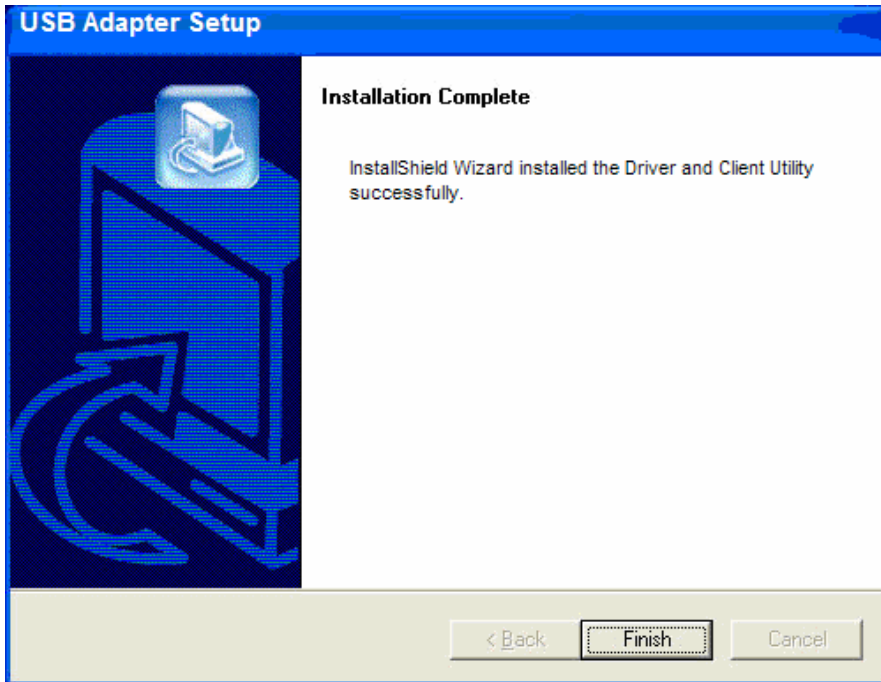 USB Adapter Setup
Installation Complete
InstallShield Wizard installed the Driver and Client Utility
successfully.
< Back Finish Cancel